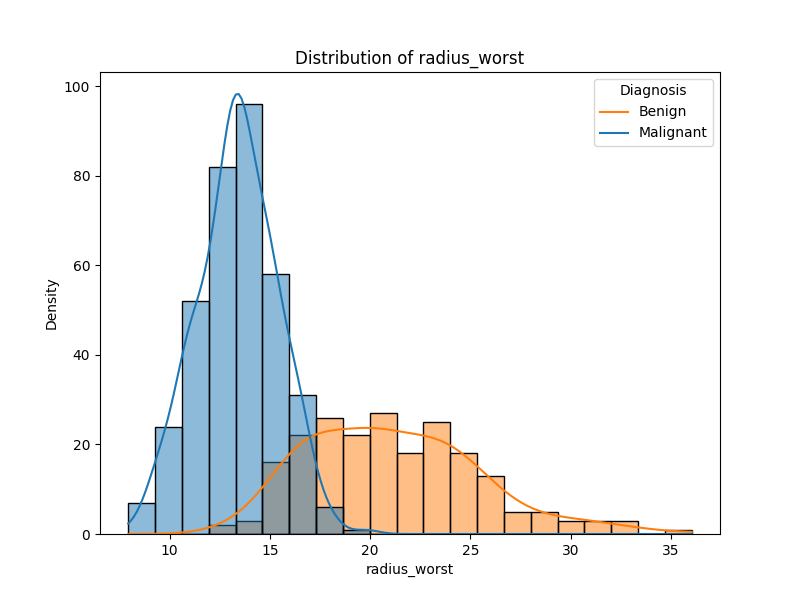 Distribution of radius_worst
Diagnosis
Benign
Malignant
Density
100
80
60
40
20
0
10 15 20 25 30 35
radius_worst